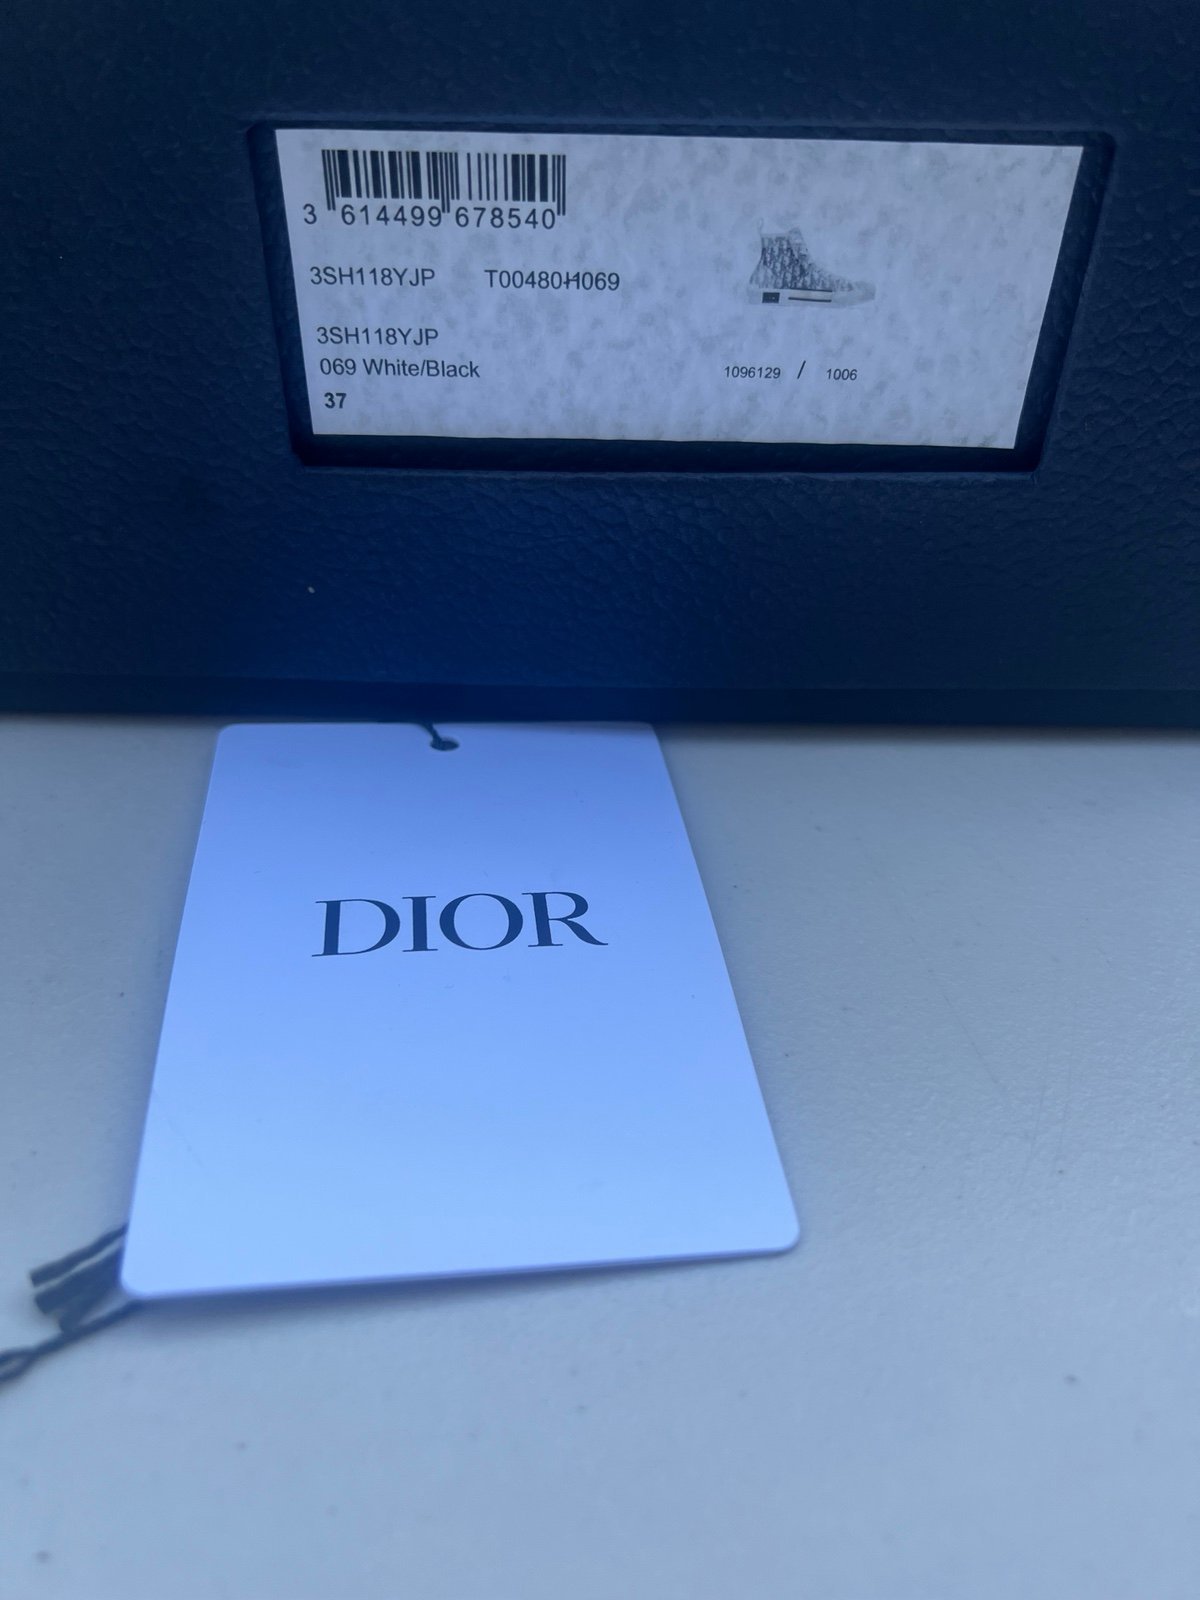 3 614499 678540
3SH118YJP T00480H069
3SH118YJP
069 White/Black
1096129 / 1006
37
DIOR